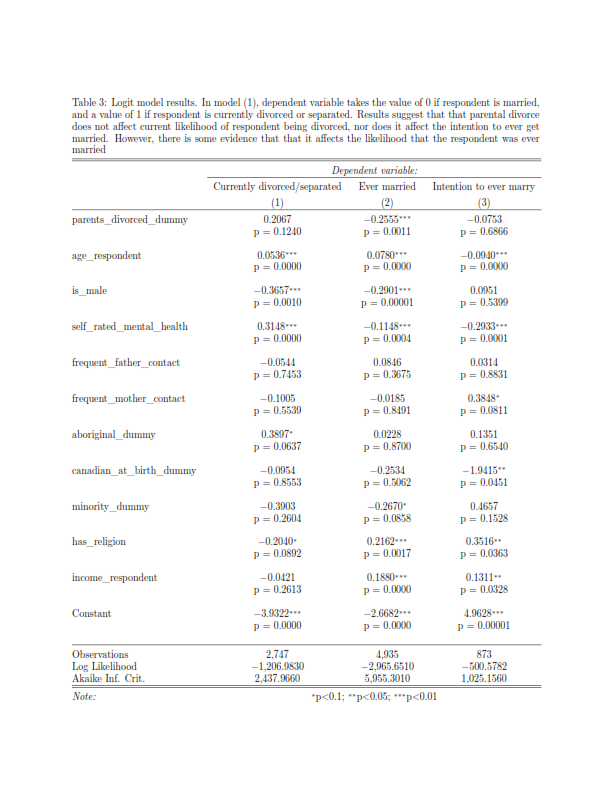 Table 3: Logit model results. In model (1), dependent variable takes the value of 0 if respondent is married,
and a value of 1 if respondent is currently divorced or separated. Results suggest that that parental divorce
does not affect current likelihood of respondent being divorced, nor does it affect the intention to ever get
married. However, there is some evidence that that it affects the likelihood that the respondent was ever
married
Dependent variable:
Currently divorced/separated Ever married Intention to ever marry
(1) (2) (3)
parents_divorced_dummy 0.2067 −0.2555*** −0.0753
p = 0.1240 p = 0.0011 p = 0.6866
age_respondent 0.0536*** 0.0780*** −0.0940***
p = 0.0000 p = 0.0000 p = 0.0000
is_male −0.3657*** −0.2901*** 0.0951
p = 0.0010 p = 0.00001 p = 0.5399
self_rated_mental_health 0.3148*** −0.1148*** −0.2933***
p = 0.0000 p = 0.0004 p = 0.0001
frequent_father_contact −0.0544 0.0846 0.0314
p = 0.7453 p = 0.3675 p = 0.8831
frequent_mother_contact −0.1005 −0.0185 0.3848*
p = 0.5539 p = 0.8491 p = 0.0811
aboriginal_dummy 0.3897* 0.0228 0.1351
p = 0.0637 p = 0.8700 p = 0.6540
canadian_at_birth_dummy −0.0954 −0.2534 −1.9415**
p = 0.8553 p = 0.5062 p = 0.0451
minority_dummy −0.3903 −0.2670* 0.4657
p = 0.2604 p = 0.0858 p = 0.1528
has_religion −0.2040* 0.2162*** 0.3516**
p = 0.0892 p = 0.0017 p = 0.0363
income_respondent −0.0421 0.1880*** 0.1311**
p = 0.2613 p = 0.0000 p = 0.0328
Constant −3.9322*** −2.6682*** 4.9628***
p = 0.0000 p = 0.0000 p = 0.00001
Observations 2,747 4,935 873
Log Likelihood −1,206.9830 −2,965.6510 −500.5782
Akaike Inf. Crit. 2,437.9660 5,955.3010 1,025.1560
Note: *p<0.1; **p<0.05; ***p<0.01